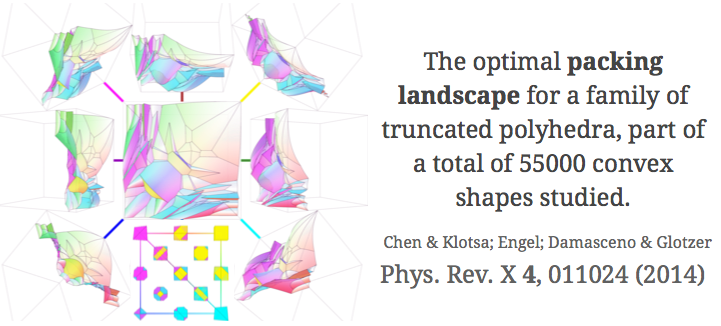 The optimal packing
landscape for a family of
truncated polyhedra, part of
a total of 55000 convex
shapes studied.
Chen & Klotsa; Engel; Damasceno & Glotzer
Phys. Rev. X 4, 011024 (2014)